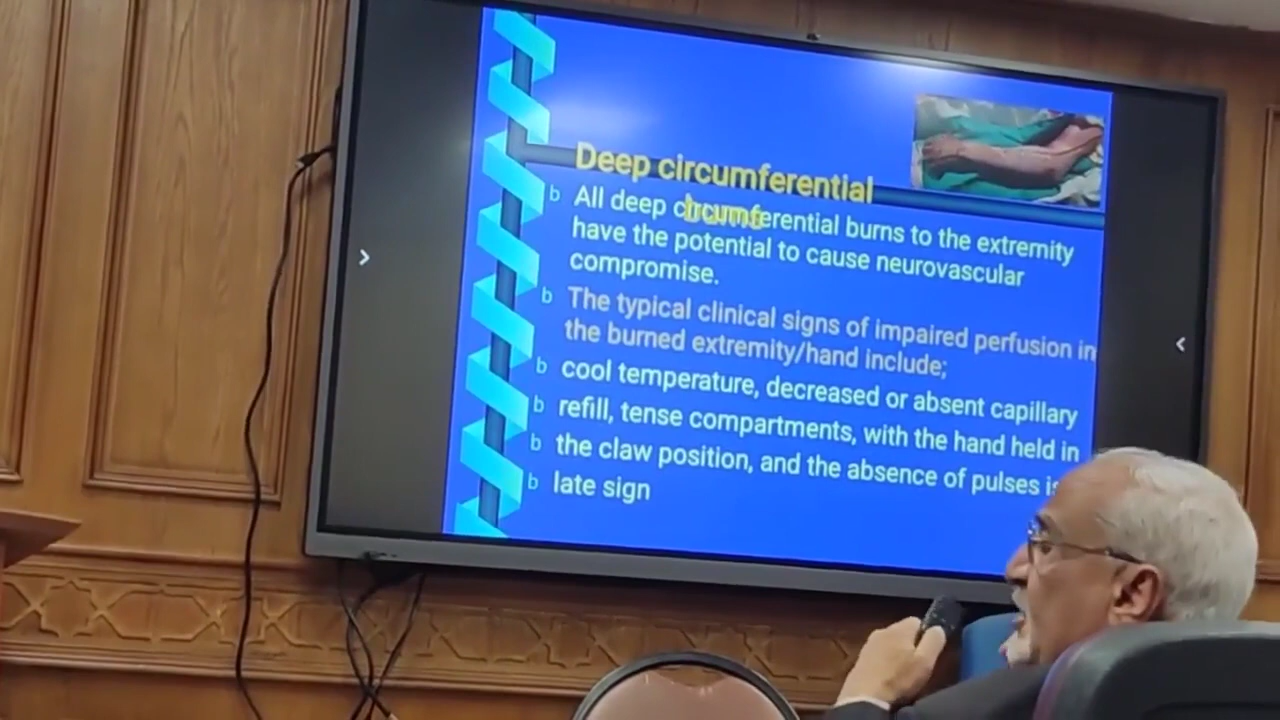 Deep circumferential
burns
b All deep circumferential burns to the extremity
have the potential to cause neurovascular
compromise.
b The typical clinical signs of impaired perfusion in
the burned extremity/hand include;
b cool temperature, decreased or absent capillary
b refill, tense compartments, with the hand held in
b the claw position, and the absence of pulses is
b late sign